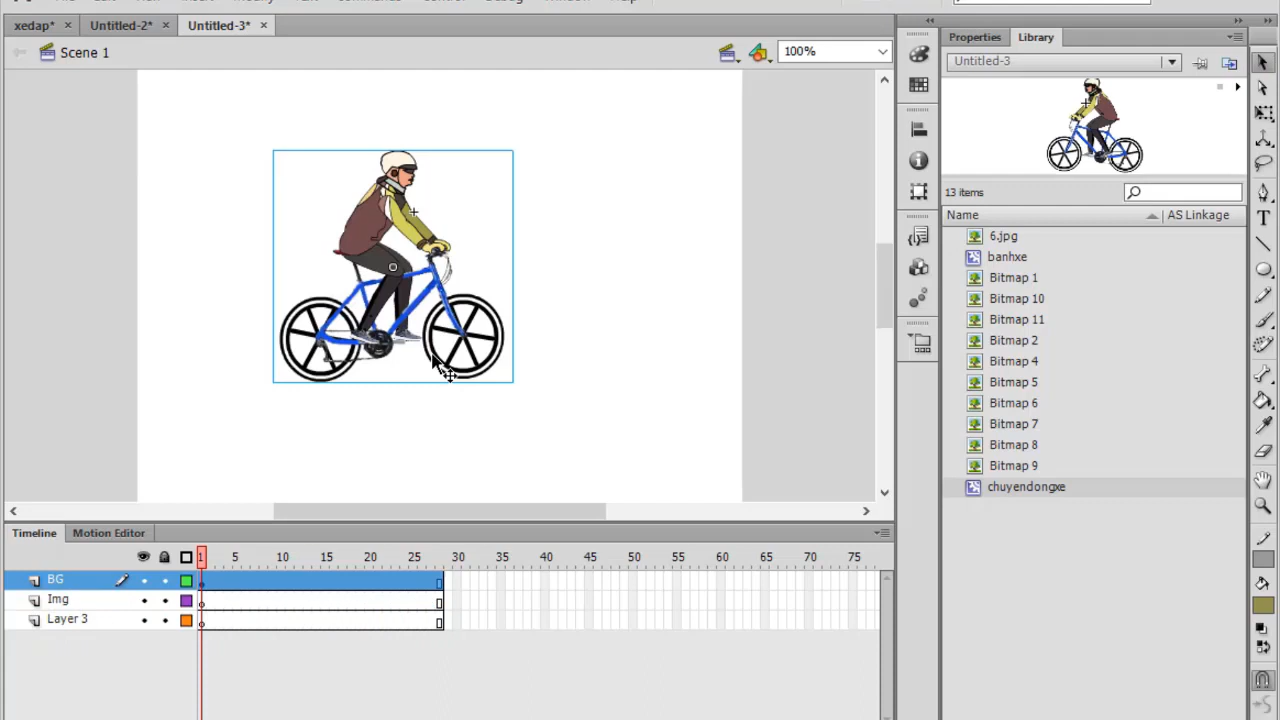 xedap* × Untitled-2* × Untitled-3* ×
Scene 1
100%
Properties Library
Untitled-3
13 items
Name AS Linkage
6.jpg
banhxe
Bitmap 1
Bitmap 10
Bitmap 11
Bitmap 2
Bitmap 4
Bitmap 5
Bitmap 6
Bitmap 7
Bitmap 8
Bitmap 9
chuyendongxe
Timeline Motion Editor
1 5 10 15 20 25 30 35 40 45 50 55 60 65 70 75
BG
Img
Layer 3